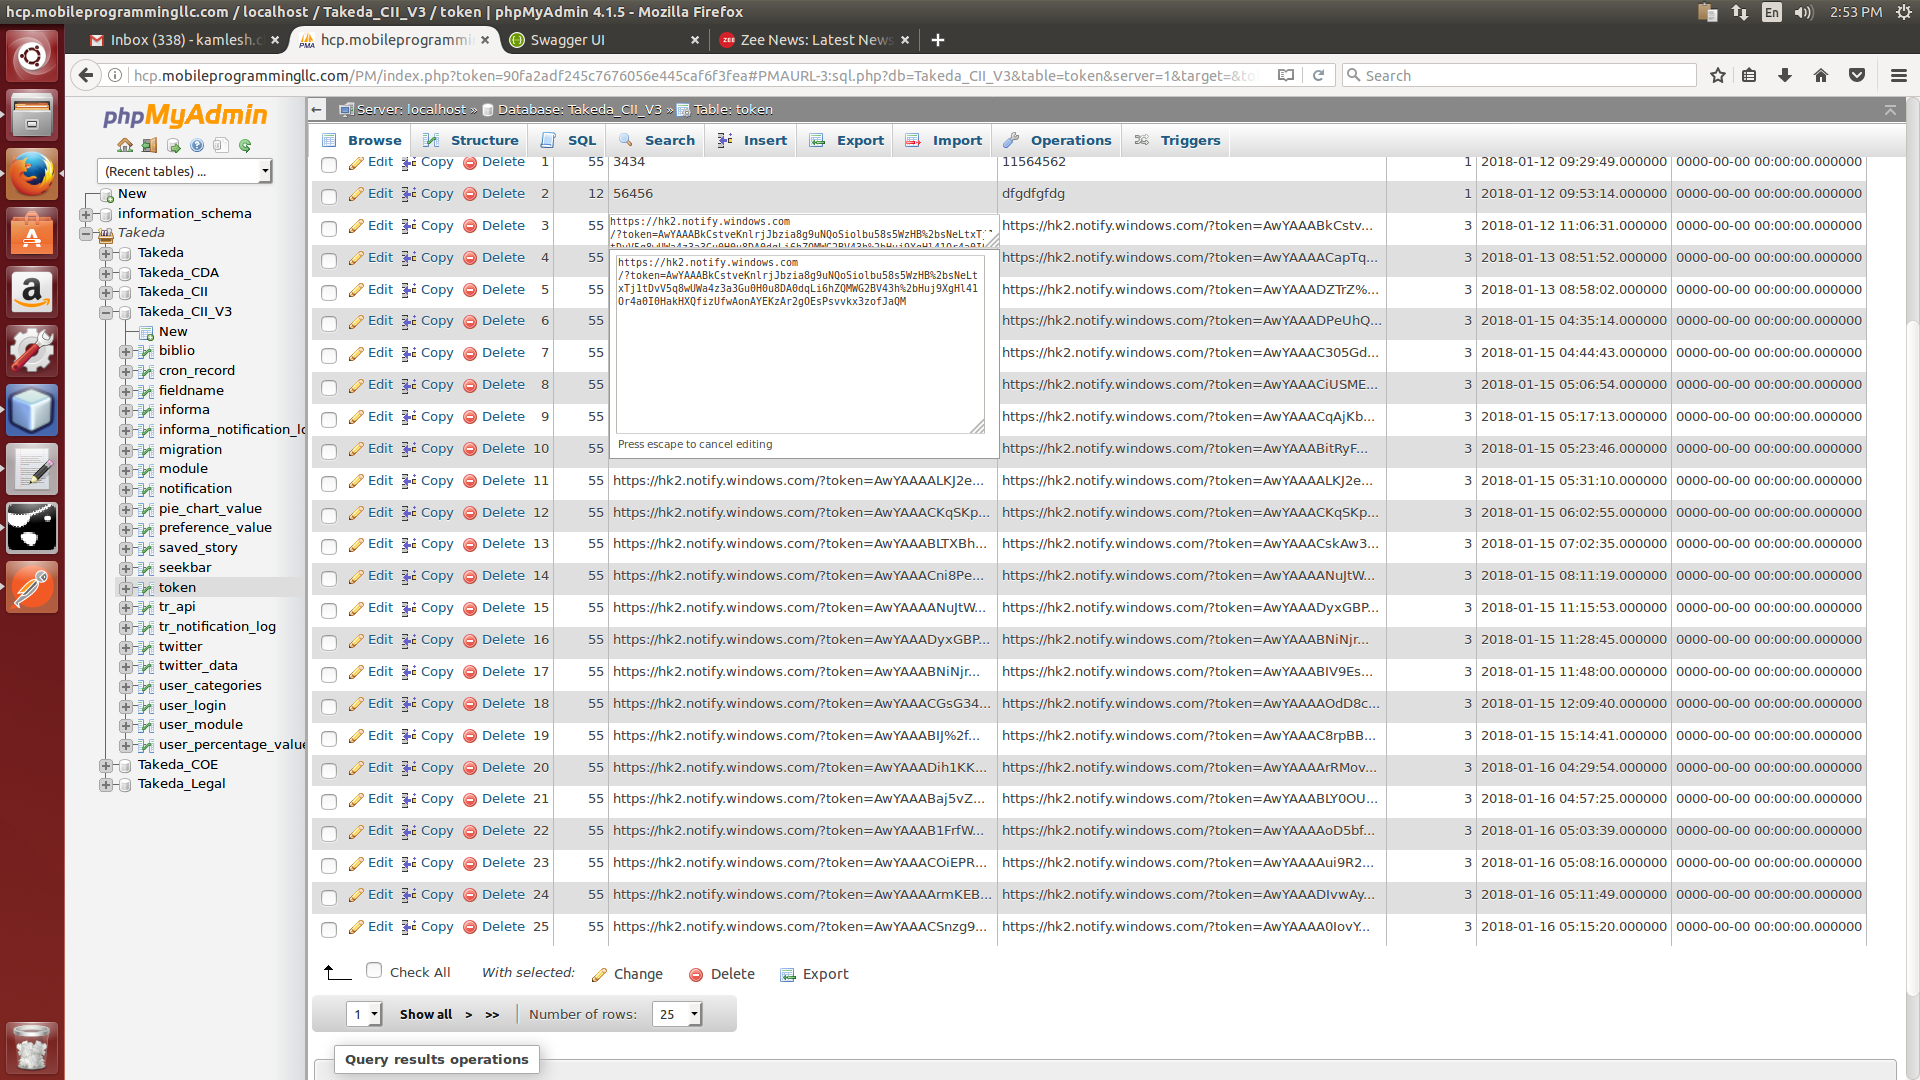 hcp.mobileprogrammingllc.com / localhost / Takeda_CII_V3 / token | phpMyAdmin 4.1.5 - Mozilla Firefox
En 2:53 PM
Inbox (338) - kamlesh.c
hcp.mobileprogrammi
Swagger UI
Zee News: Latest News
hcp.mobileprogrammingllc.com/PM/index.php?token=90fa2adf245c7676056e445caf6f3fea#PMAURL-3:sql.php?db=Takeda_CII_V3&table=token&server=1&target=&to
Search
phpMyAdmin
(Recent tables) ...
New
information_schema
Takeda
Takeda
Takeda_CDA
Takeda_CII
Takeda_CII_V3
New
biblio
cron_record
fieldname
informa
informa_notification_lo
migration
module
notification
pie_chart_value
preference_value
saved_story
seekbar
token
tr_api
tr_notification_log
twitter
twitter_data
user_categories
user_login
user_module
user_percentage_value
Takeda_COE
Takeda_Legal
Server: localhost » Database: Takeda_CII_V3 » Table: token
Browse Structure SQL Search Insert Export Import Operations Triggers
Edit Copy Delete 1 55 3434 11564562 1 2018-01-12 09:29:49.000000 0000-00-00 00:00:00.000000
Edit Copy Delete 2 12 56456 dfgdfgfdg 1 2018-01-12 09:53:14.000000 0000-00-00 00:00:00.000000
Edit Copy Delete 3 55 https://hk2.notify.windows.com/?token=AwYAAABkCstv... 3 2018-01-12 11:06:31.000000 0000-00-00 00:00:00.000000
https://hk2.notify.windows.com
/?token=AwYAAABkCstveKnlrjJbzia8g9uNQoSiolbu58s5WzHB%2bsNeLtxTj
Edit Copy Delete 4 55 https://hk2.notify.windows.com/?token=AwYAAACapTq... 3 2018-01-13 08:51:52.000000 0000-00-00 00:00:00.000000
https://hk2.notify.windows.com
/?token=AwYAAABkCstveKnlrjJbzia8g9uNQoSiolbu58s5WzHB%2bsNeLt
xTj1tDvV5q8wUWa4z3a3Gu0H0u8DA0dqLi6hZQMWG2BV43h%2bHuj9XgHl41
Or4a0I0HakHXQfizUfwAonAYEKzAr2gOEsPsvvkx3zofJaQM
Edit Copy Delete 5 55 https://hk2.notify.windows.com/?token=AwYAAADZTrZ%... 3 2018-01-13 08:58:02.000000 0000-00-00 00:00:00.000000
Edit Copy Delete 6 55 https://hk2.notify.windows.com/?token=AwYAAADPeUhQ... 3 2018-01-15 04:35:14.000000 0000-00-00 00:00:00.000000
Edit Copy Delete 7 55 https://hk2.notify.windows.com/?token=AwYAAAC305Gd... 3 2018-01-15 04:44:43.000000 0000-00-00 00:00:00.000000
Edit Copy Delete 8 55 https://hk2.notify.windows.com/?token=AwYAAACiUSME... 3 2018-01-15 05:06:54.000000 0000-00-00 00:00:00.000000
Edit Copy Delete 9 55 https://hk2.notify.windows.com/?token=AwYAAACqAjKb... 3 2018-01-15 05:17:13.000000 0000-00-00 00:00:00.000000
Press escape to cancel editing
Edit Copy Delete 10 55 https://hk2.notify.windows.com/?token=AwYAAABitRyF... 3 2018-01-15 05:23:46.000000 0000-00-00 00:00:00.000000
Edit Copy Delete 11 55 https://hk2.notify.windows.com/?token=AwYAAAALKJ2e... https://hk2.notify.windows.com/?token=AwYAAAALKJ2e... 3 2018-01-15 05:31:10.000000 0000-00-00 00:00:00.000000
Edit Copy Delete 12 55 https://hk2.notify.windows.com/?token=AwYAAACKqSKp... https://hk2.notify.windows.com/?token=AwYAAACKqSKp... 3 2018-01-15 06:02:55.000000 0000-00-00 00:00:00.000000
Edit Copy Delete 13 55 https://hk2.notify.windows.com/?token=AwYAAABLTXBh... https://hk2.notify.windows.com/?token=AwYAAACskAw3... 3 2018-01-15 07:02:35.000000 0000-00-00 00:00:00.000000
Edit Copy Delete 14 55 https://hk2.notify.windows.com/?token=AwYAAACni8Pe... https://hk2.notify.windows.com/?token=AwYAAAANuJtW... 3 2018-01-15 08:11:19.000000 0000-00-00 00:00:00.000000
Edit Copy Delete 15 55 https://hk2.notify.windows.com/?token=AwYAAAANuJtW... https://hk2.notify.windows.com/?token=AwYAAADyxGBP... 3 2018-01-15 11:15:53.000000 0000-00-00 00:00:00.000000
Edit Copy Delete 16 55 https://hk2.notify.windows.com/?token=AwYAAADyxGBP... https://hk2.notify.windows.com/?token=AwYAAABNiNjr... 3 2018-01-15 11:28:45.000000 0000-00-00 00:00:00.000000
Edit Copy Delete 17 55 https://hk2.notify.windows.com/?token=AwYAAABNiNjr... https://hk2.notify.windows.com/?token=AwYAAABIV9Es... 3 2018-01-15 11:48:00.000000 0000-00-00 00:00:00.000000
Edit Copy Delete 18 55 https://hk2.notify.windows.com/?token=AwYAAACGsG34... https://hk2.notify.windows.com/?token=AwYAAAAOdD8c... 3 2018-01-15 12:09:40.000000 0000-00-00 00:00:00.000000
Edit Copy Delete 19 55 https://hk2.notify.windows.com/?token=AwYAAABIJ%2f... https://hk2.notify.windows.com/?token=AwYAAAC8rpBB... 3 2018-01-15 15:14:41.000000 0000-00-00 00:00:00.000000
Edit Copy Delete 20 55 https://hk2.notify.windows.com/?token=AwYAAADih1KK... https://hk2.notify.windows.com/?token=AwYAAAArRMov... 3 2018-01-16 04:29:54.000000 0000-00-00 00:00:00.000000
Edit Copy Delete 21 55 https://hk2.notify.windows.com/?token=AwYAAABaj5vZ... https://hk2.notify.windows.com/?token=AwYAAABLY0OU... 3 2018-01-16 04:57:25.000000 0000-00-00 00:00:00.000000
Edit Copy Delete 22 55 https://hk2.notify.windows.com/?token=AwYAAAB1FrfW... https://hk2.notify.windows.com/?token=AwYAAAAoD5bf... 3 2018-01-16 05:03:39.000000 0000-00-00 00:00:00.000000
Edit Copy Delete 23 55 https://hk2.notify.windows.com/?token=AwYAAACOiEPR... https://hk2.notify.windows.com/?token=AwYAAAAui9R2... 3 2018-01-16 05:08:16.000000 0000-00-00 00:00:00.000000
Edit Copy Delete 24 55 https://hk2.notify.windows.com/?token=AwYAAAArmKEB... https://hk2.notify.windows.com/?token=AwYAAADIvwAy... 3 2018-01-16 05:11:49.000000 0000-00-00 00:00:00.000000
Edit Copy Delete 25 55 https://hk2.notify.windows.com/?token=AwYAAACSnzg9... https://hk2.notify.windows.com/?token=AwYAAAA0IovY... 3 2018-01-16 05:15:20.000000 0000-00-00 00:00:00.000000
Check All With selected: Change Delete Export
1 Show all > >> Number of rows: 25
Query results operations